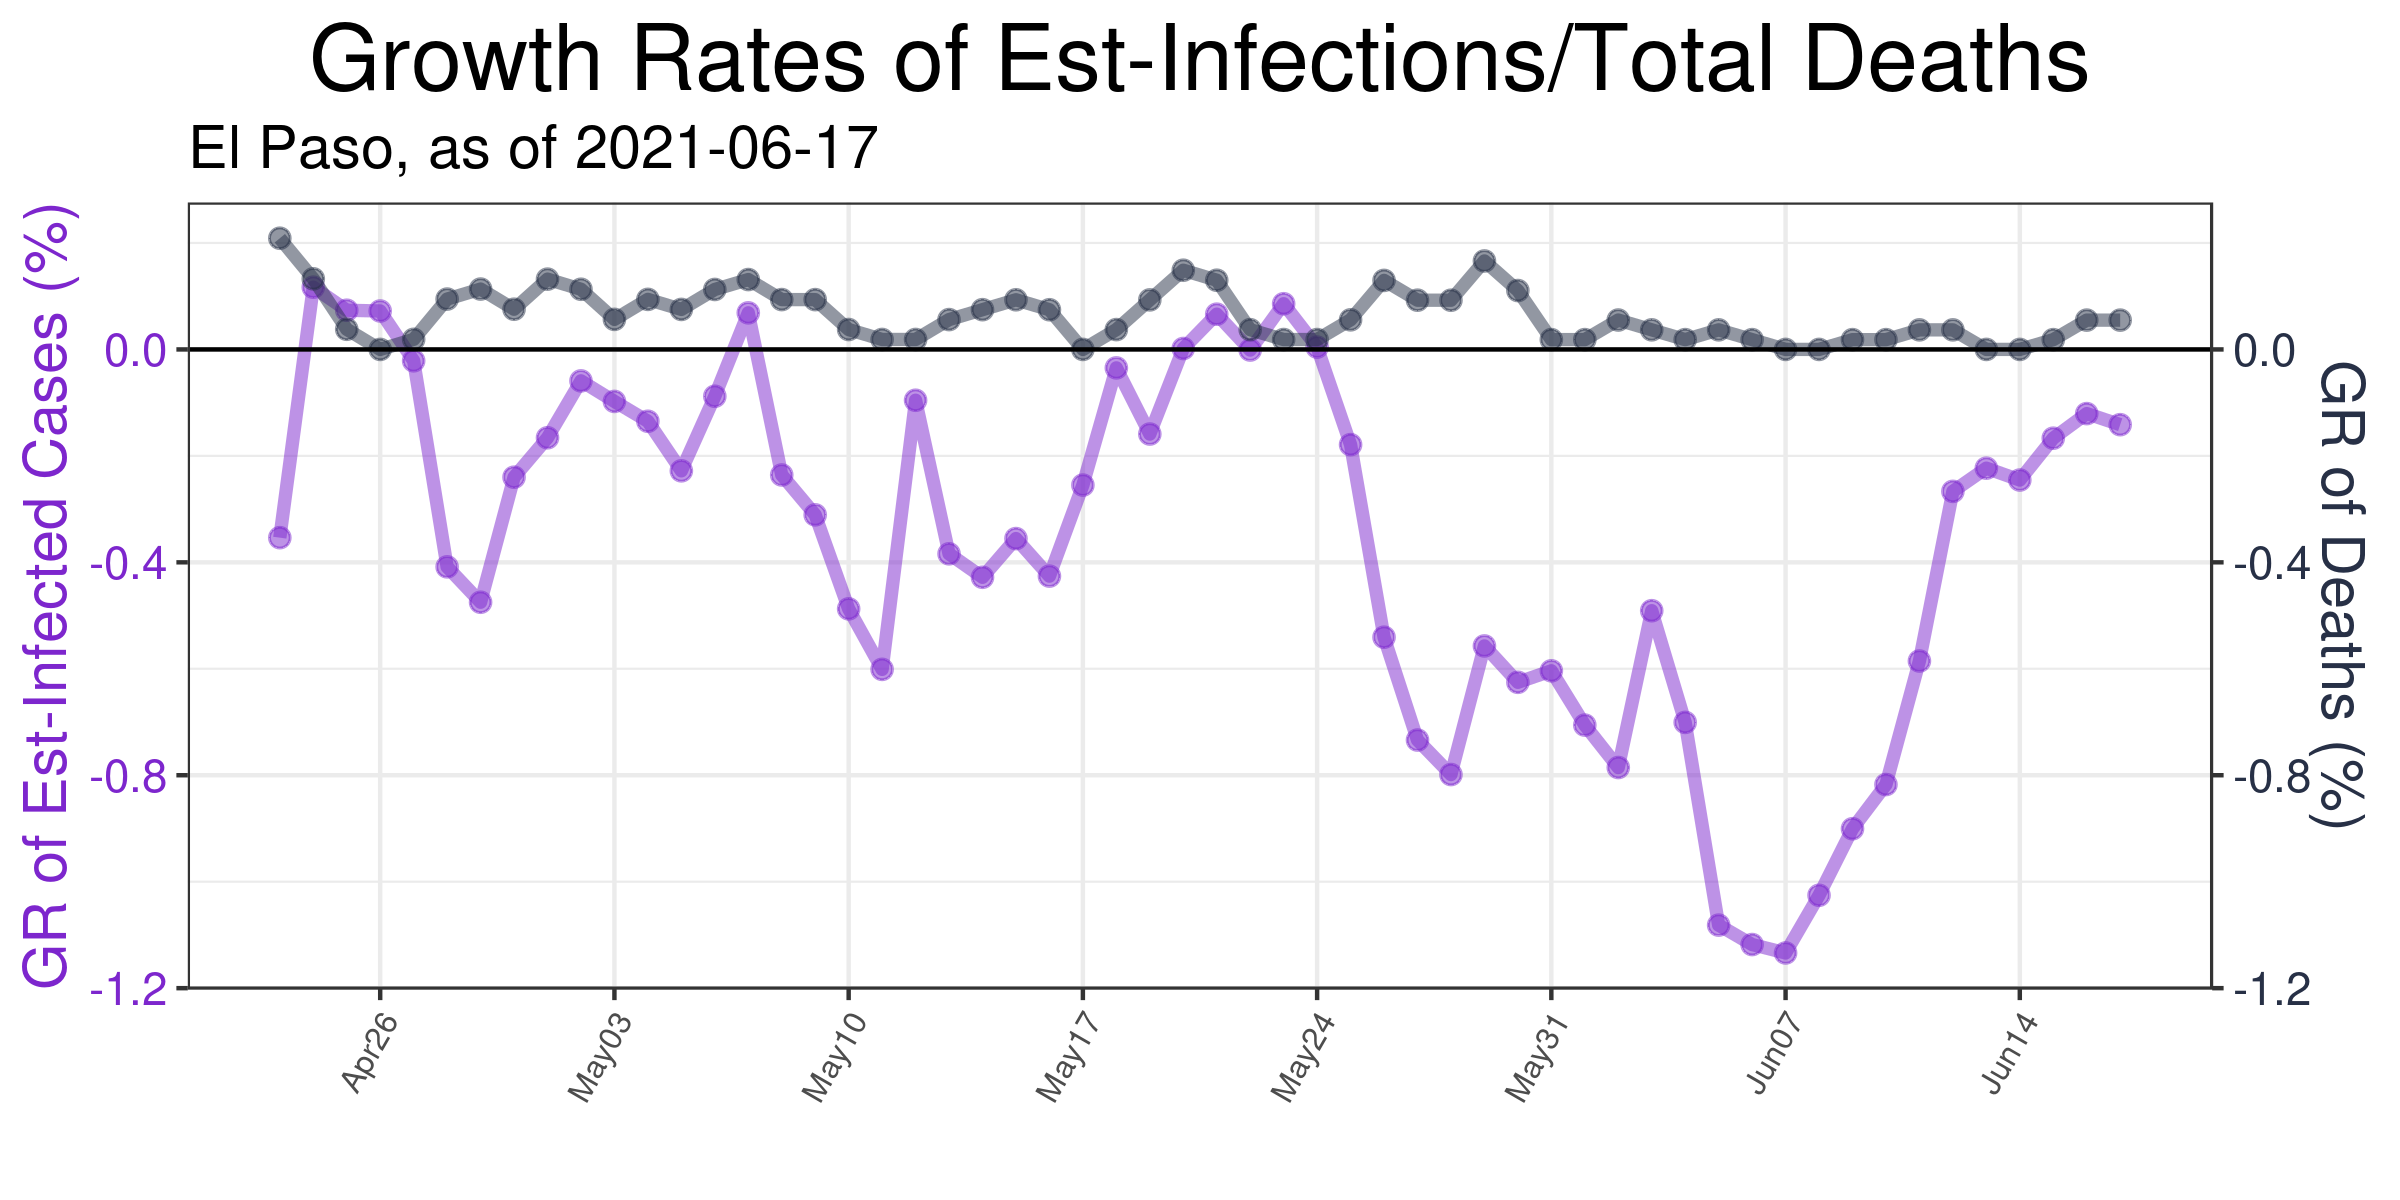 Growth Rates of Est-Infections/Total Deaths
El Paso, as of 2021-06-17
GR of Est-Infected Cases (%)
0.0
-0.4
-0.8
-1.2
0.0
-0.4
-0.8
-1.2
GR of Deaths (%)
Apr26
May03
May10
May17
May24
May31
Jun07
Jun14